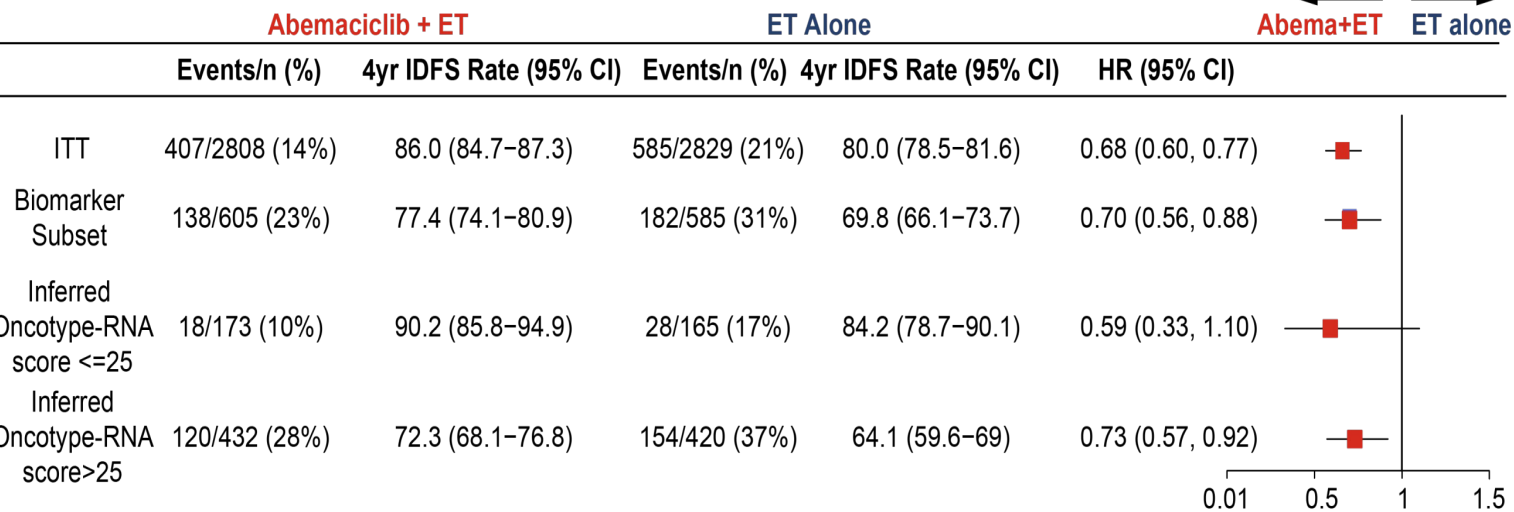 Abemaciclib + ET ET Alone Abema+ET ET alone
Events/n (%) 4yr IDFS Rate (95% CI) Events/n (%) 4yr IDFS Rate (95% CI) HR (95% CI)
ITT 407/2808 (14%) 86.0 (84.7−87.3) 585/2829 (21%) 80.0 (78.5−81.6) 0.68 (0.60, 0.77)
Biomarker
Subset 138/605 (23%) 77.4 (74.1−80.9) 182/585 (31%) 69.8 (66.1−73.7) 0.70 (0.56, 0.88)
Inferred
Oncotype-RNA 18/173 (10%) 90.2 (85.8−94.9) 28/165 (17%) 84.2 (78.7−90.1) 0.59 (0.33, 1.10)
score <=25
Inferred
Oncotype-RNA 120/432 (28%) 72.3 (68.1−76.8) 154/420 (37%) 64.1 (59.6−69) 0.73 (0.57, 0.92)
score>25
0.01 0.5 1 1.5